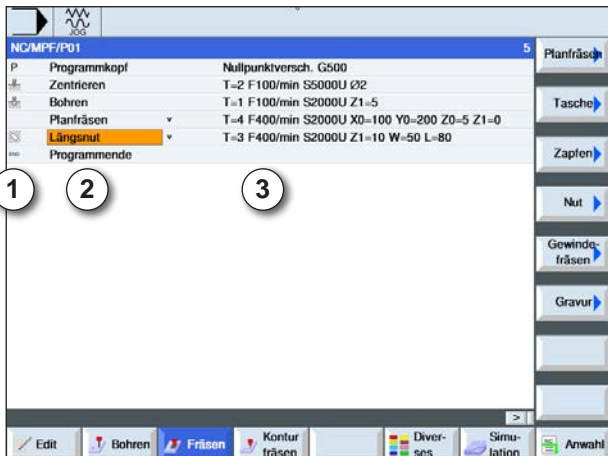 JOG
NC/MPF/P01 5
P Programmkopf Nullpunktversch. G500
Zentrieren T=2 F100/min S5000U Ø2
Bohren T=1 F100/min S2000U Z1=5
Planfräsen v T=4 F400/min S2000U X0=100 Y0=200 Z0=5 Z1=0
Längsnut v T=3 F400/min S2000U Z1=10 W=50 L=80
END Programmende
1 2 3
Planfräsen
Tasche
Zapfen
Nut
Gewinde-
fräsen
Gravur
>
Edit Bohren Fräsen Kontur fräsen Diver-ses Simu-lation Anwahl